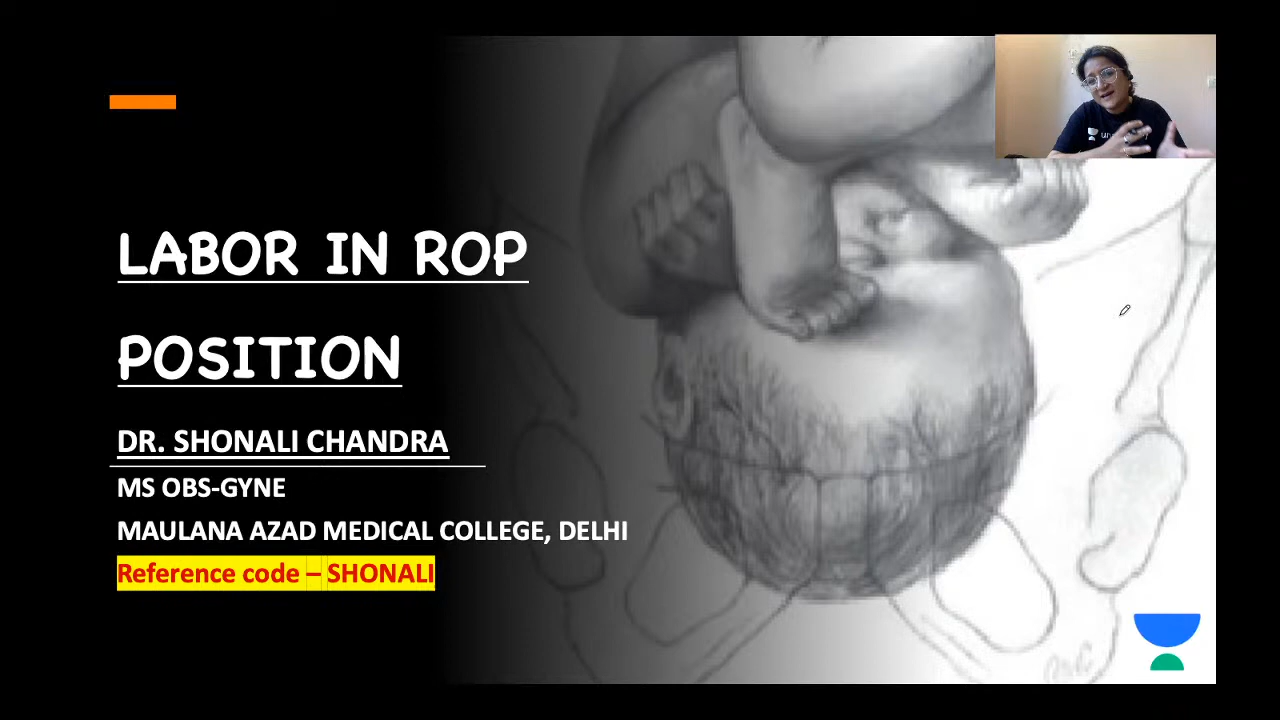 LABOR IN ROP
POSITION
DR. SHONALI CHANDRA
MS OBS-GYNE
MAULANA AZAD MEDICAL COLLEGE, DELHI
Reference code – SHONALI